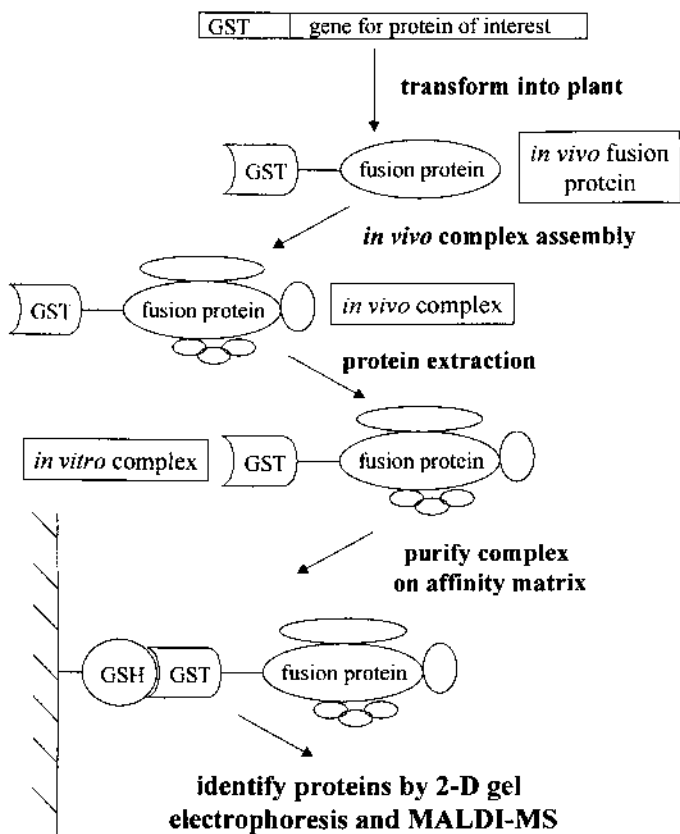 GST gene for protein of interest
transform into plant
GST fusion protein
in vivo fusion
protein
in vivo complex assembly
GST fusion protein
in vivo complex
protein extraction
in vitro complex
GST fusion protein
purify complex
on affinity matrix
GSH GST fusion protein
identify proteins by 2-D gel
electrophoresis and MALDI-MS